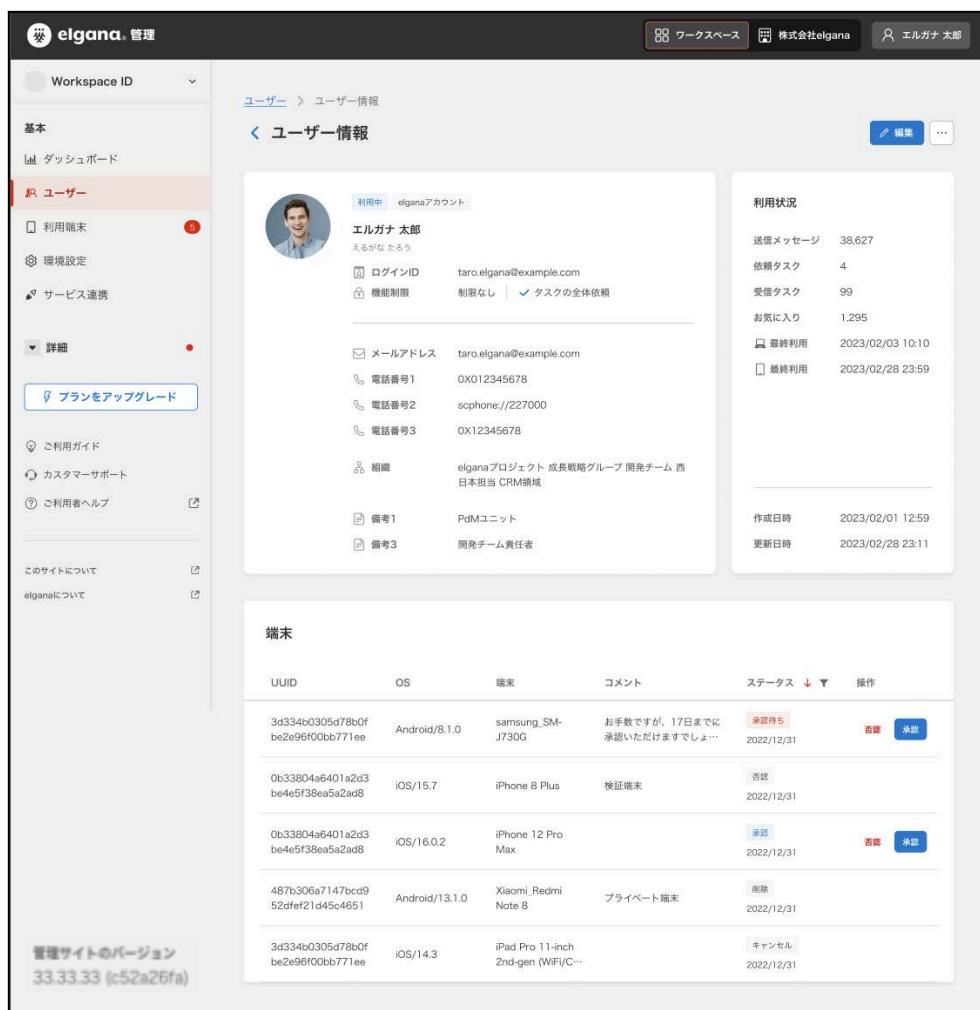 elgana 管理
ワークスペース
株式会社elgana
エルガナ 太郎
Workspace ID
基本
ダッシュボード
ユーザー
利用端末 5
環境設定
サービス連携
詳細
プランをアップグレード
ご利用ガイド
カスタマーサポート
ご利用者ヘルプ
このサイトについて
elganaについて
管理サイトのバージョン
33.33.33 (c52a26fa)
ユーザー > ユーザー情報
ユーザー情報
編集
利用中 elganaアカウント
エルガナ 太郎
えるがな たろう
ログインID taro.elgana@example.com
機能制限 制限なし タスクの全体依頼
メールアドレス taro.elgana@example.com
電話番号1 0X012345678
電話番号2 scphone://227000
電話番号3 0X12345678
組織 elganaプロジェクト 成長戦略グループ 開発チーム 西
日本担当 CRM領域
備考1 PdMユニット
備考3 開発チーム責任者
利用状況
送信メッセージ 38,627
依頼タスク 4
受信タスク 99
お気に入り 1,295
最終利用 2023/02/03 10:10
最終利用 2023/02/28 23:59
作成日時 2023/02/01 12:59
更新日時 2023/02/28 23:11
端末
UUID OS 端末 コメント ステータス 操作
3d334b0305d78b0f
be2e96f00bb771ee
Android/8.1.0
samsung_SM-
J730G
お手数ですが、17日までに
承認いただけますでしょ…
承認待ち
2022/12/31
否認 承認
0b33804a6401a2d3
be4e5f38ea5a2ad8
iOS/15.7
iPhone 8 Plus
検証端末
否認
2022/12/31
0b33804a6401a2d3
be4e5f38ea5a2ad8
iOS/16.0.2
iPhone 12 Pro
Max
承認
2022/12/31
否認 承認
487b306a7147bcd9
52dfef21d45c4651
Android/13.1.0
Xiaomi_Redmi
Note 8
プライベート端末
削除
2022/12/31
3d334b0305d78b0f
be2e96f00bb771ee
iOS/14.3
iPad Pro 11-inch
2nd-gen (WiFi/C…
キャンセル
2022/12/31